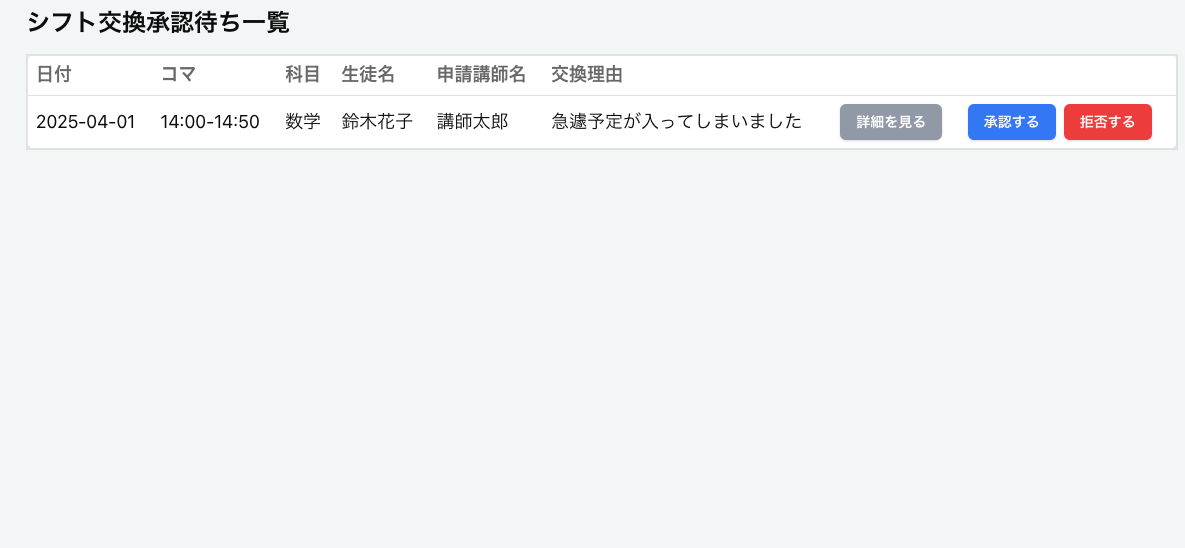 シフト交換承認待ち一覧
日付 コマ 科目 生徒名 申請講師名 交換理由
2025-04-01 14:00-14:50 数学 鈴木花子 講師太郎 急遽予定が入ってしまいました 詳細を見る 承認する 拒否する